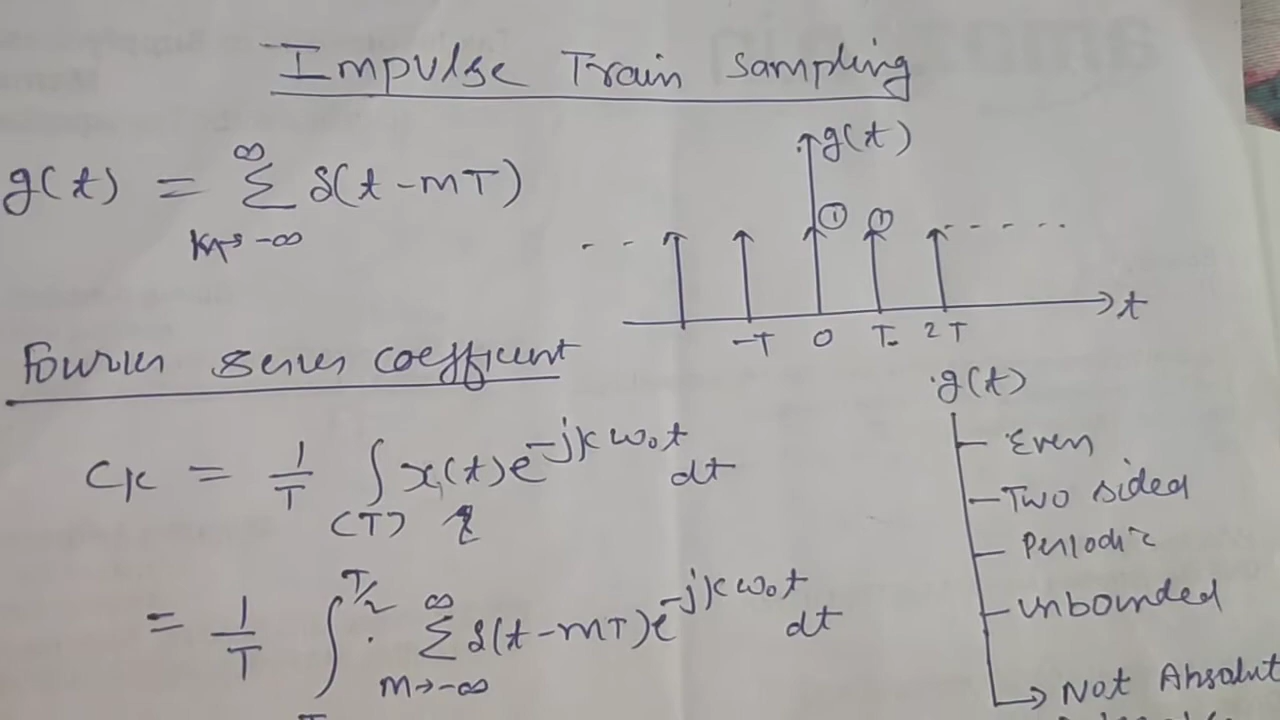 Impulse Train Sampling
g(t) = ∞ Σ m→-∞ δ(t-mT)
g(t)
① ①
-T 0 T 2T t
Fourier series coefficient
Ck = 1/T ∫(T) x(t)e^-jkω₀t dt
= 1/T ∫ T/2 ∞ Σ m→-∞ δ(t-mT)e^-jkω₀t dt
g(t)
Even
Two sided
Periodic
unbounded
Not Absolut